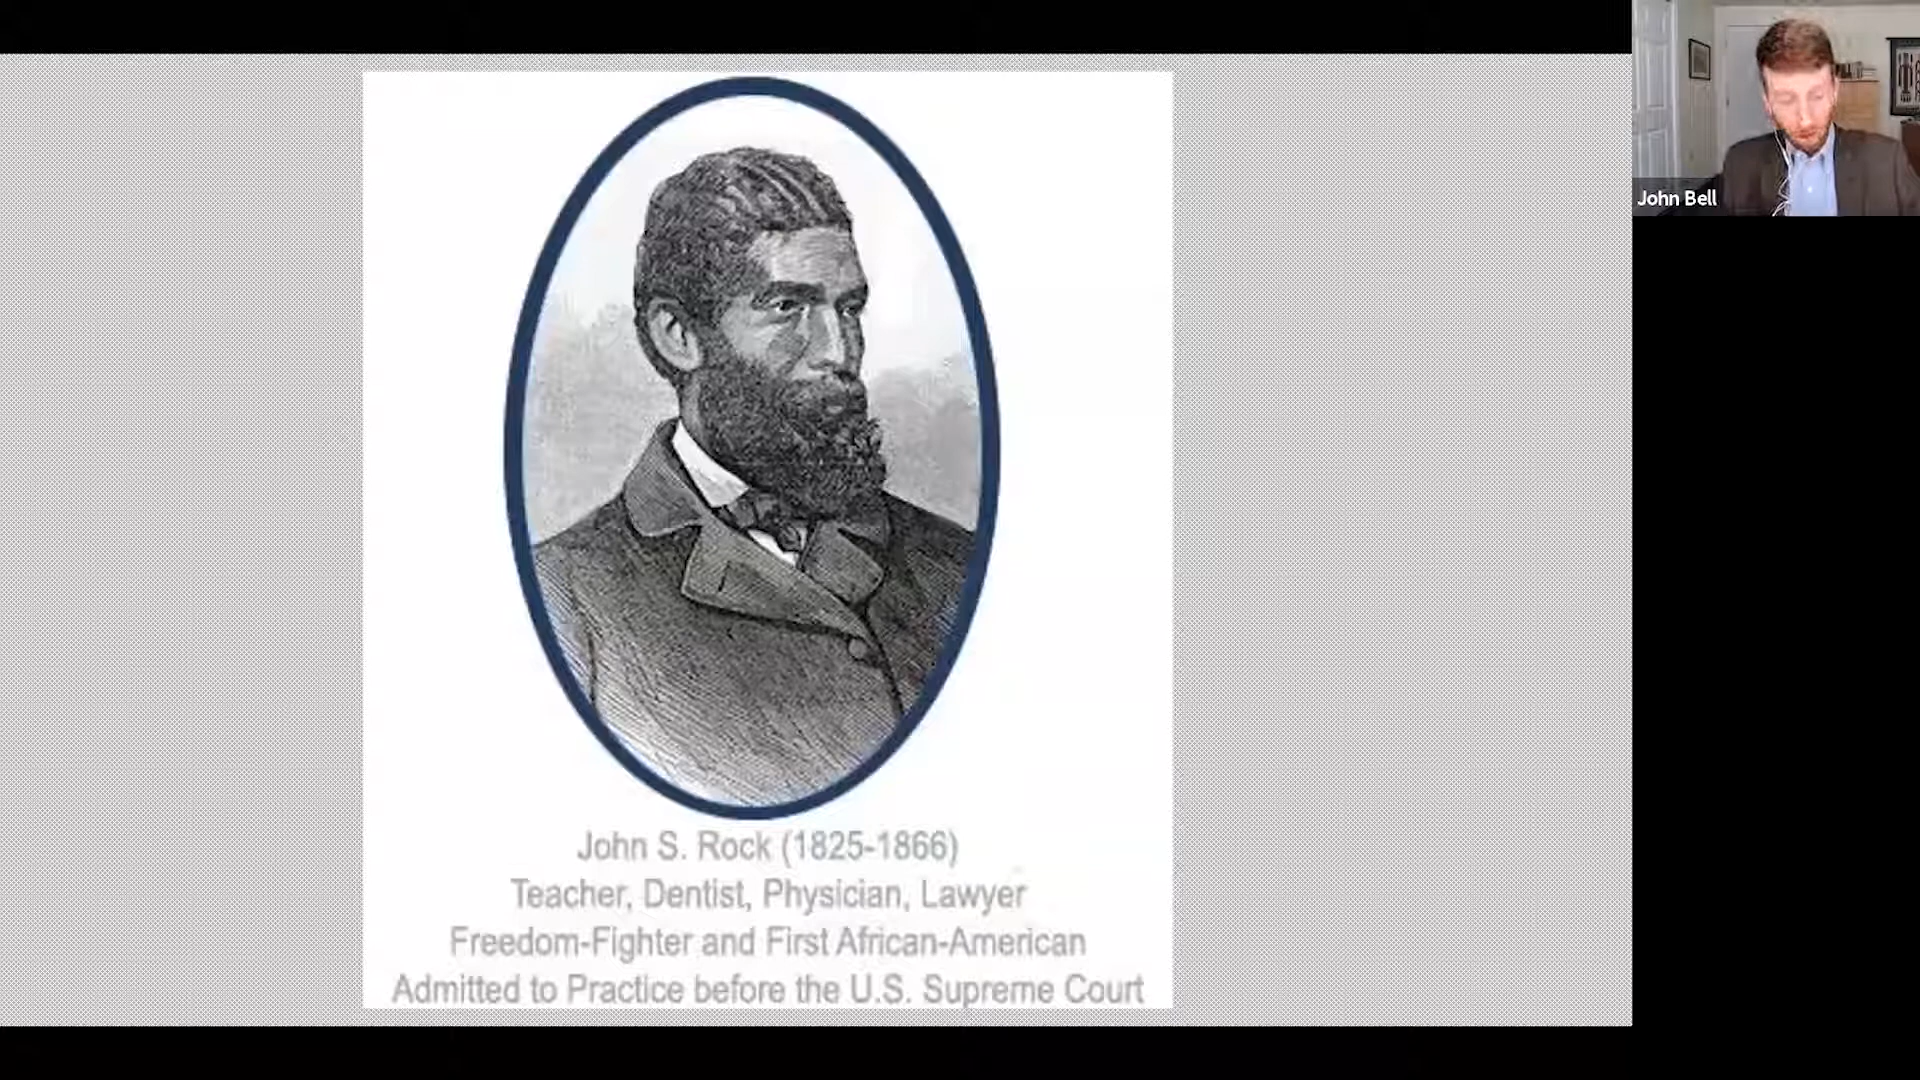 John S. Rock (1825-1866)
Teacher, Dentist, Physician, Lawyer
Freedom-Fighter and First African-American
Admitted to Practice before the U.S. Supreme Court
John Bell